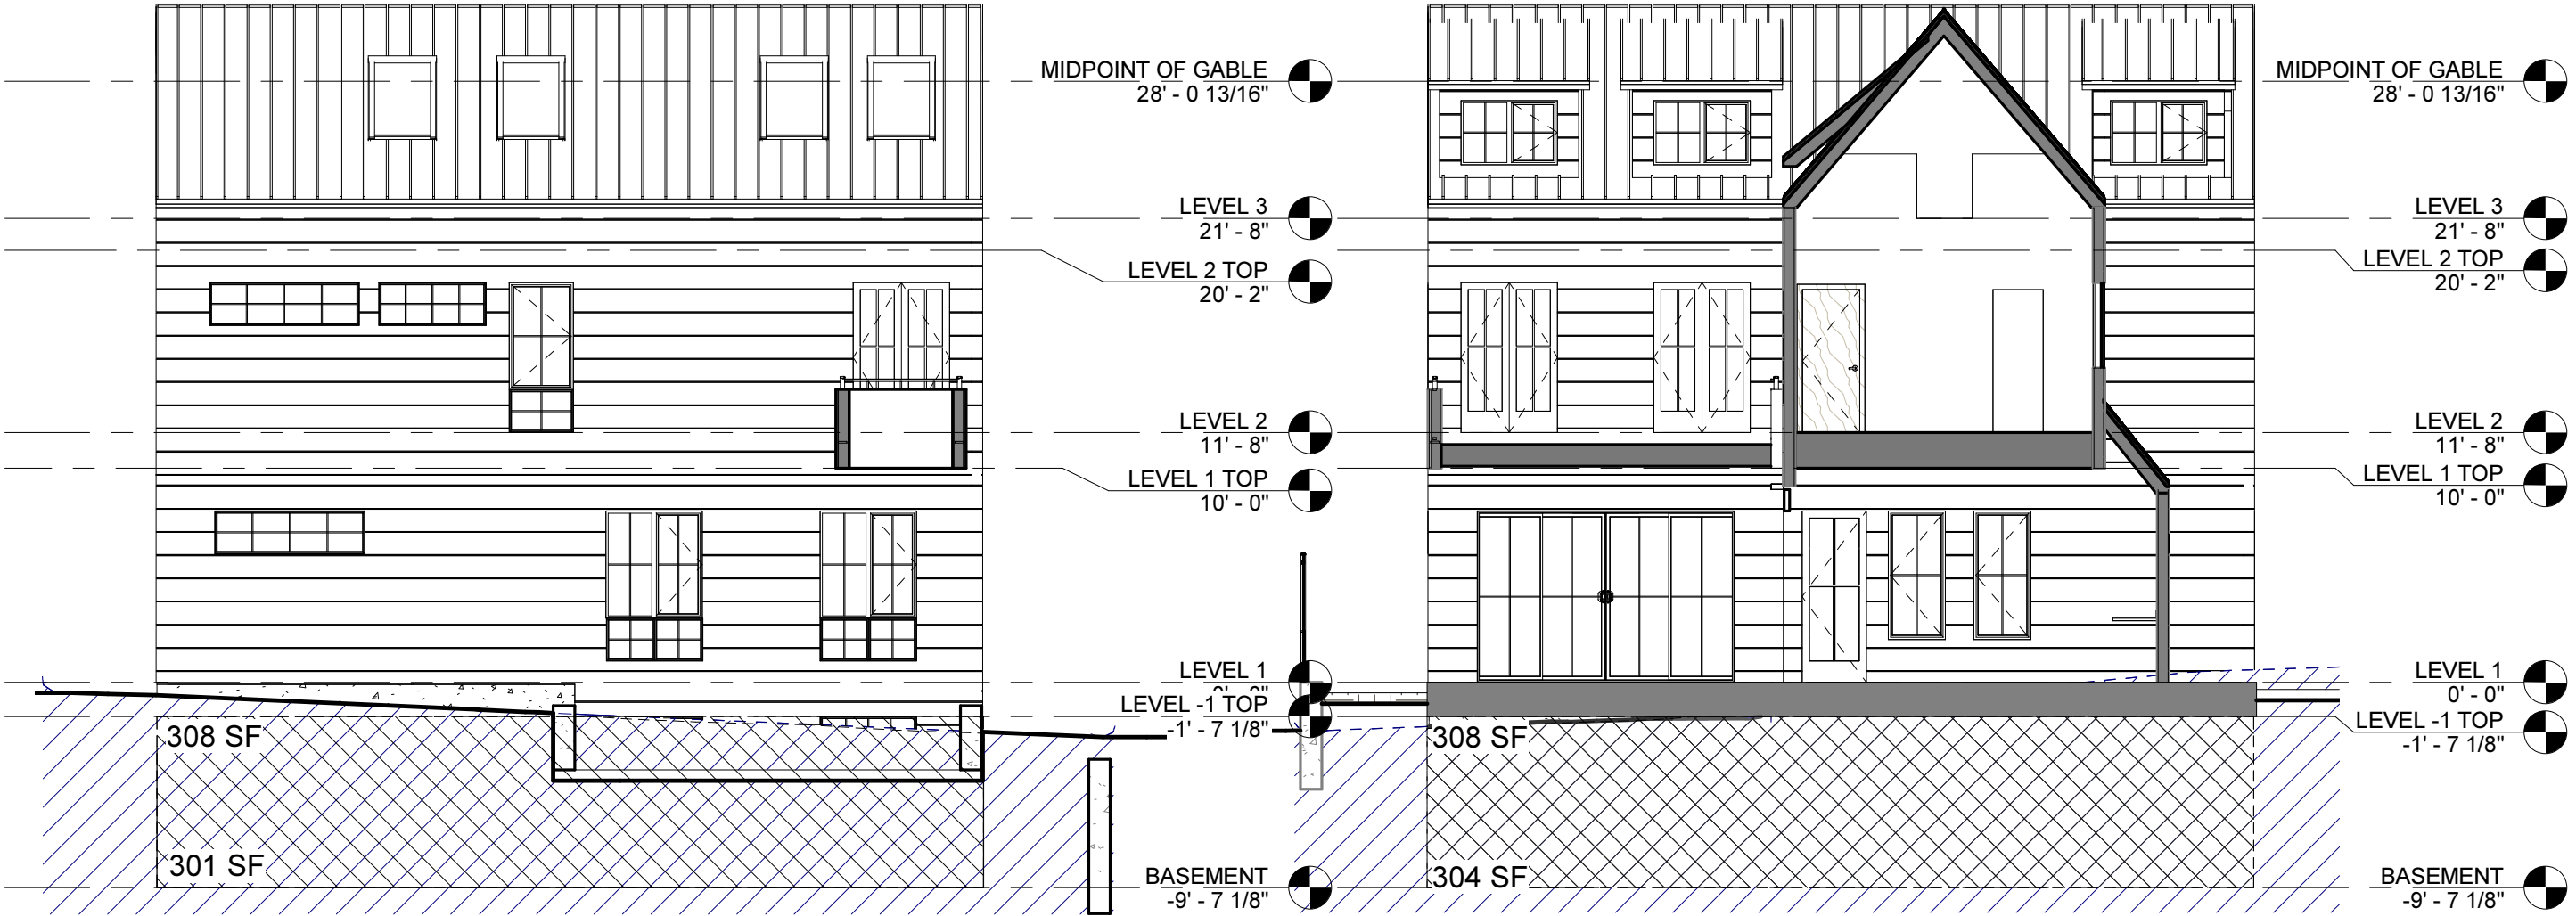 MIDPOINT OF GABLE
28' - 0 13/16"
LEVEL 3
21' - 8"
LEVEL 2 TOP
20' - 2"
LEVEL 2
11' - 8"
LEVEL 1 TOP
10' - 0"
LEVEL 1
0' - 0"
LEVEL -1 TOP
-1' - 7 1/8"
BASEMENT
-9' - 7 1/8"
308 SF
301 SF
MIDPOINT OF GABLE
28' - 0 13/16"
LEVEL 3
21' - 8"
LEVEL 2 TOP
20' - 2"
LEVEL 2
11' - 8"
LEVEL 1 TOP
10' - 0"
LEVEL 1
0' - 0"
LEVEL -1 TOP
-1' - 7 1/8"
BASEMENT
-9' - 7 1/8"
308 SF
304 SF